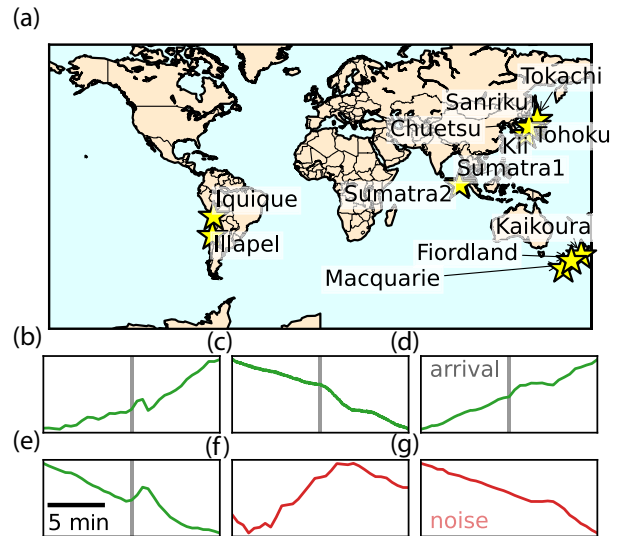 (a)
Tokachi
Sanriku
Chuetsu
Tohoku
Kii
Sumatra1
Sumatra2
Iquique
Kaikoura
Illapel
Fiordland
Macquarie
(b) (c) (d)
arrival
(e) (f) (g)
5 min noise